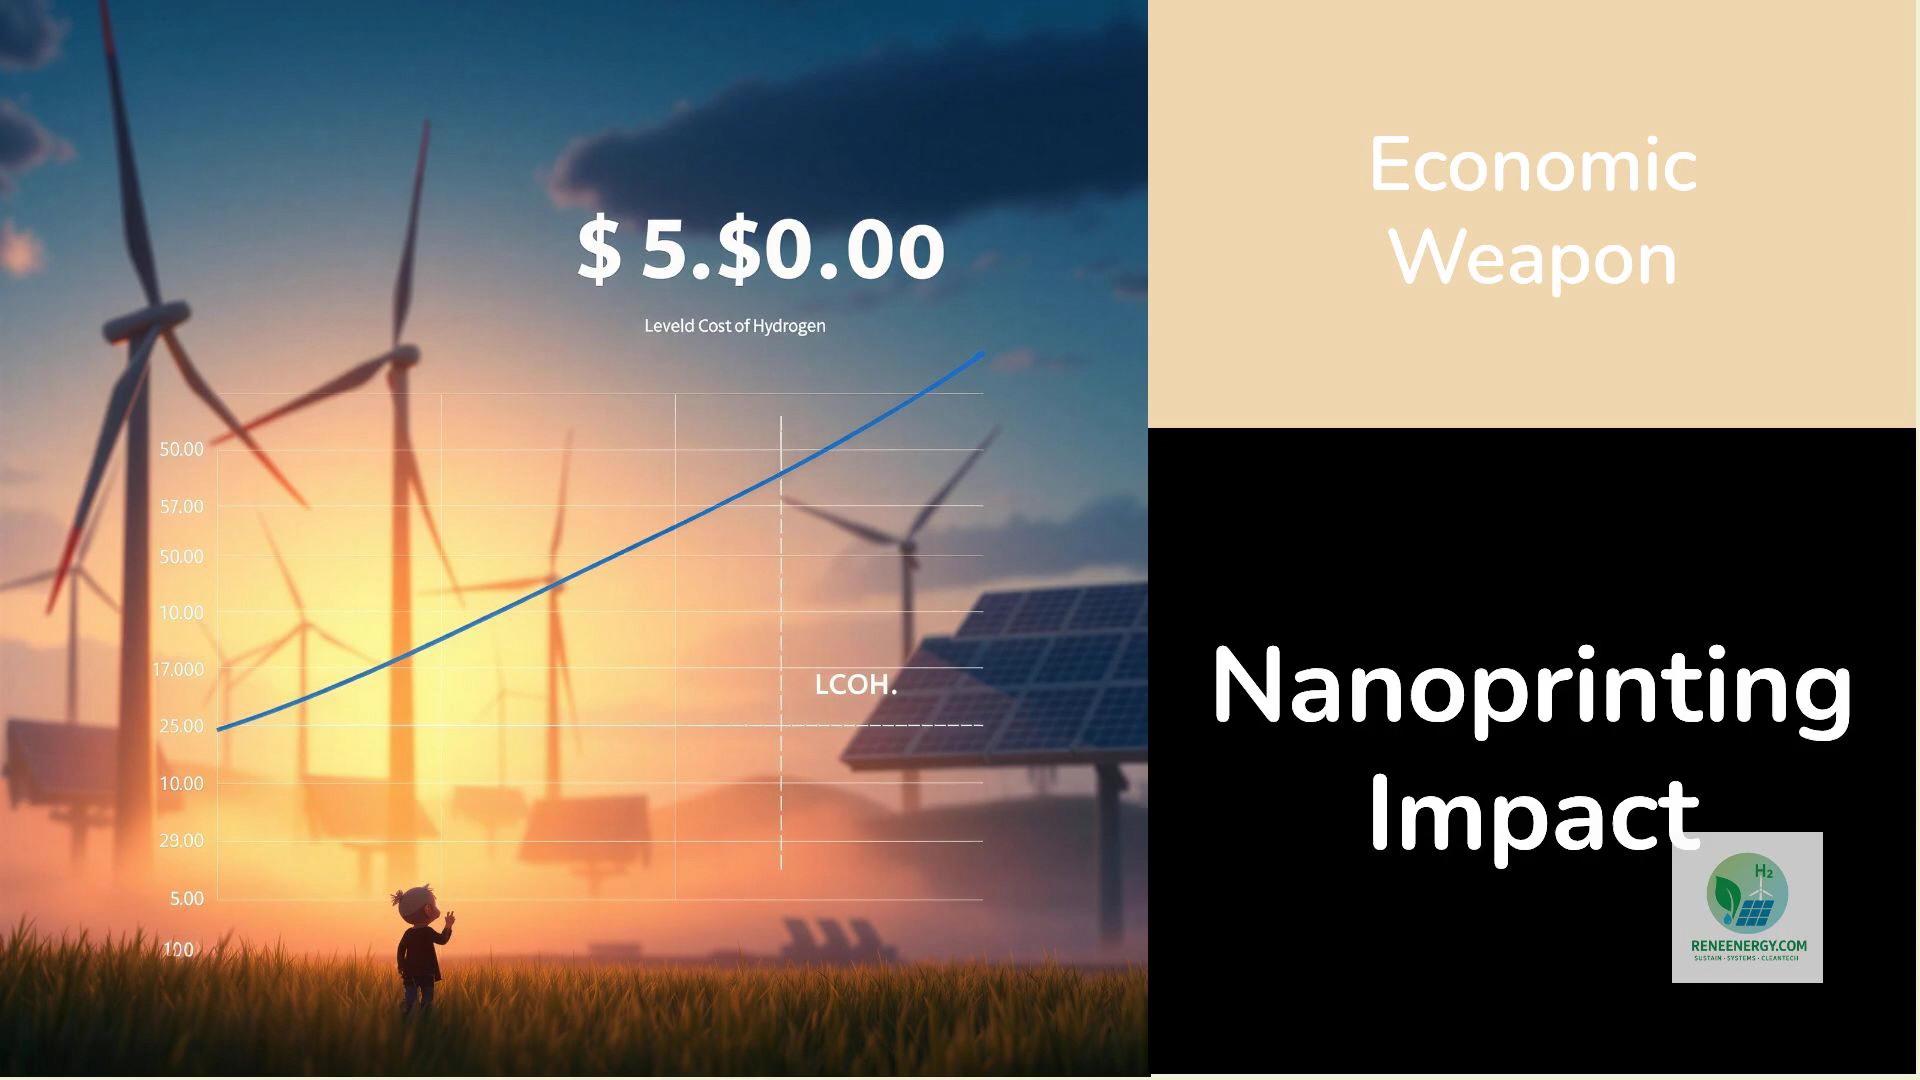 $ 5.$0.00
Leveld Cost of Hydrogen
50.00
57.00
50.00
10.00
17.000
25.00
10.00
29.00
5.00
100
LCOH.
Economic
Weapon
Nanoprinting
Impact
H₂
RENEENERGY.COM
SUSTAIN · SYSTEMS · CLEANTECH